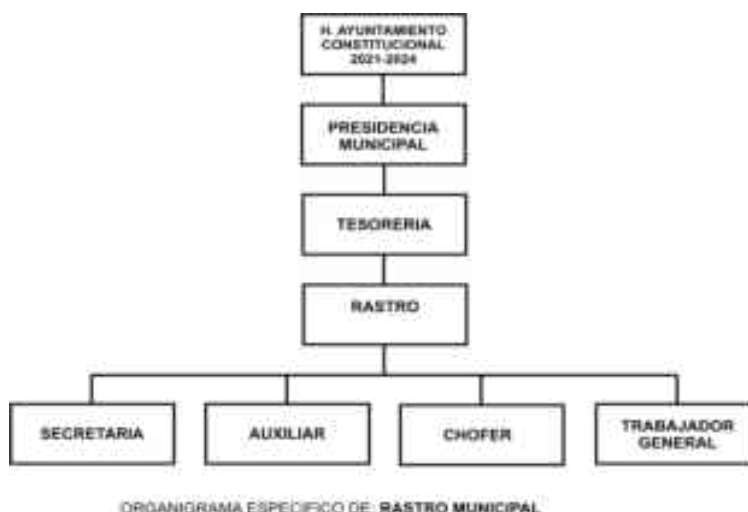 H. AYUNTAMIENTO
CONSTITUCIONAL
2021-2024
PRESIDENCIA
MUNICIPAL
TESORERIA
RASTRO
SECRETARIA
AUXILIAR
CHOFER
TRABAJADOR
GENERAL
ORGANIGRAMA ESPECIFICO DE: RASTRO MUNICIPAL